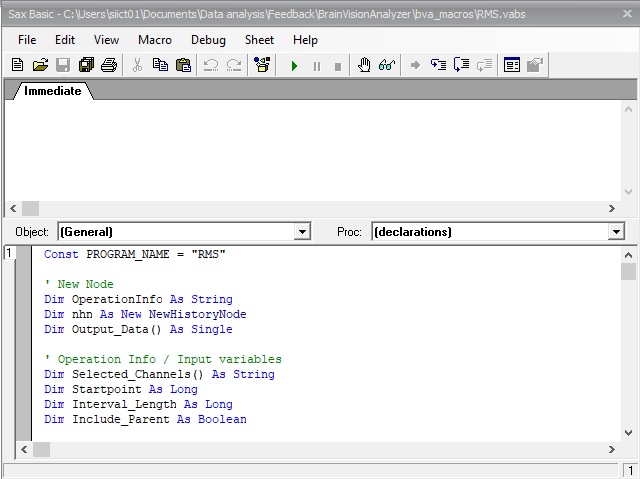 Sax Basic - C:\Users\siict01\Documents\Data analysis\Feedback\BrainVisionAnalyzer\bva_macros\RMS.vabs
File Edit View Macro Debug Sheet Help
Immediate
Object: (General) Proc: (declarations)
1
Const PROGRAM_NAME = "RMS"
' New Node
Dim OperationInfo As String
Dim nhn As New NewHistoryNode
Dim Output_Data() As Single
' Operation Info / Input variables
Dim Selected_Channels() As String
Dim Startpoint As Long
Dim Interval_Length As Long
Dim Include_Parent As Boolean
1